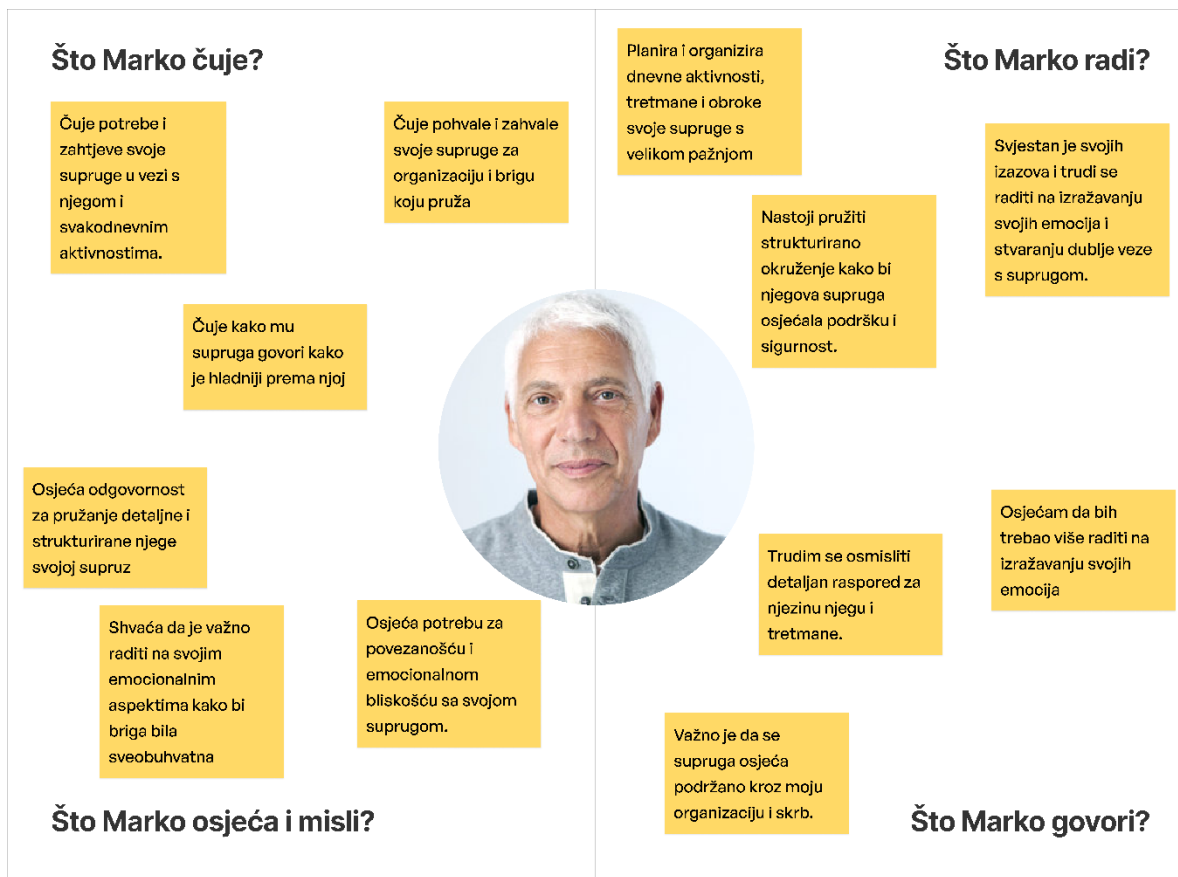 Što Marko čuje?
Čuje potrebe i
zahtjeve svoje
supruge u vezi s
njegom i
svakodnevnim
aktivnostima.
Čuje pohvale i zahvale
svoje supruge za
organizaciju i brigu
koju pruža
Čuje kako mu
supruga govori kako
je hladniji prema njoj
Što Marko radi?
Planira i organizira
dnevne aktivnosti,
tretmane i obroke
svoje supruge s
velikom pažnjom
Svjestan je svojih
izazova i trudi se
raditi na izražavanju
svojih emocija i
stvaranju dublje veze
s suprugom.
Nastoji pružiti
strukturirano
okruženje kako bi
njegova supruga
osjećala podršku i
sigurnost.
Osjeća odgovornost
za pružanje detaljne i
strukturirane njege
svojoj supruz
Shvaća da je važno
raditi na svojim
emocionalnim
aspektima kako bi
briga bila
sveobuhvatna
Osjeća potrebu za
povezanošću i
emocionalnom
bliskošću sa svojom
suprugom.
Što Marko osjeća i misli?
Osjećam da bih
trebao više raditi na
izražavanju svojih
emocija
Trudim se osmisliti
detaljan raspored za
njezinu njegu i
tretmane.
Važno je da se
supruga osjeća
podržano kroz moju
organizaciju i skrb.
Što Marko govori?